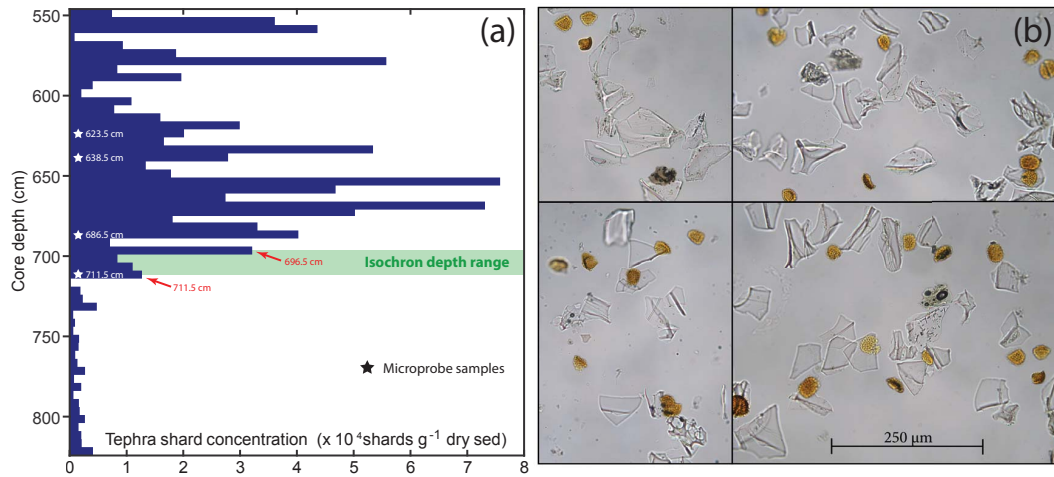 (a)
(b)
550
600
650
700
750
800
Core depth (cm)
623.5 cm
638.5 cm
686.5 cm
696.5 cm
Isochron depth range
711.5 cm
711.5 cm
Microprobe samples
Tephra shard concentration (x 10⁴ shards g⁻¹ dry sed)
0 1 2 3 4 5 6 7 8
250 µm